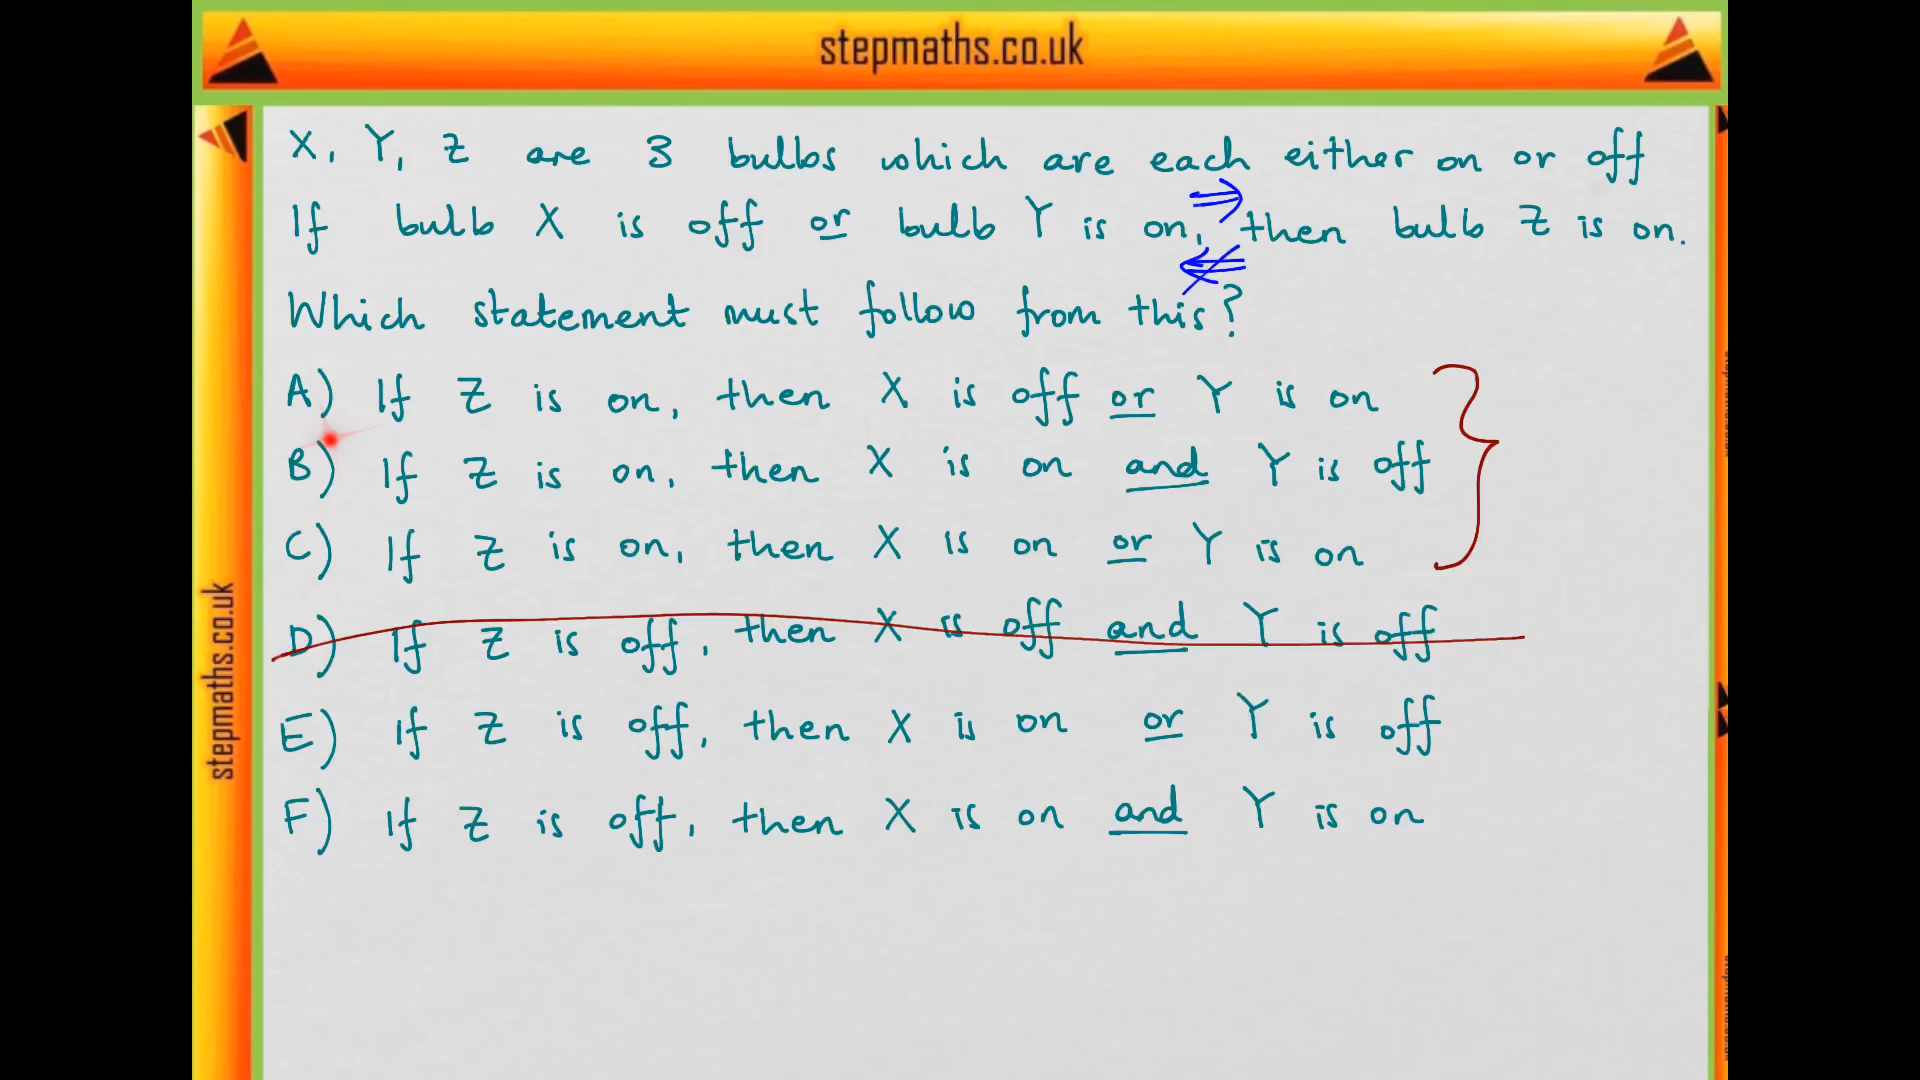 stepmaths.co.uk
X, Y, Z are 3 bulbs which are each either on or off
If bulb X is off or bulb Y is on, ⇒ then bulb Z is on.
⇐
Which statement must follow from this?
A) If Z is on, then X is off or Y is on
B) If Z is on, then X is on and Y is off
C) If Z is on, then X is on or Y is on
D) If Z is off, then X is off and Y is off
E) If Z is off, then X is on or Y is off
F) If Z is off, then X is on and Y is on
stepmaths.co.uk